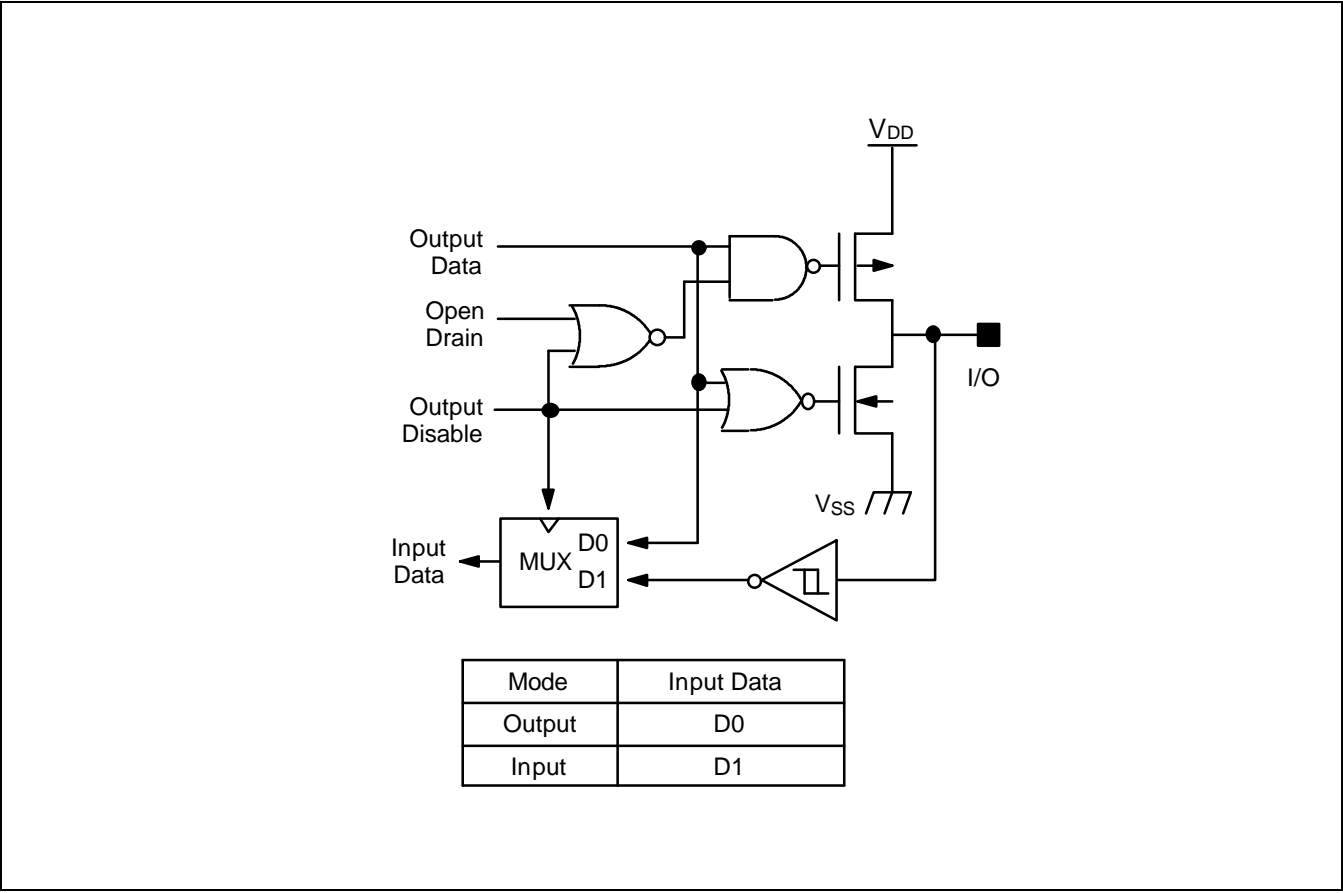 VDD
Output
Data
Open
Drain
I/O
Output
Disable
VSS
Input
Data
MUX
D0
D1
Mode Input Data
Output D0
Input D1